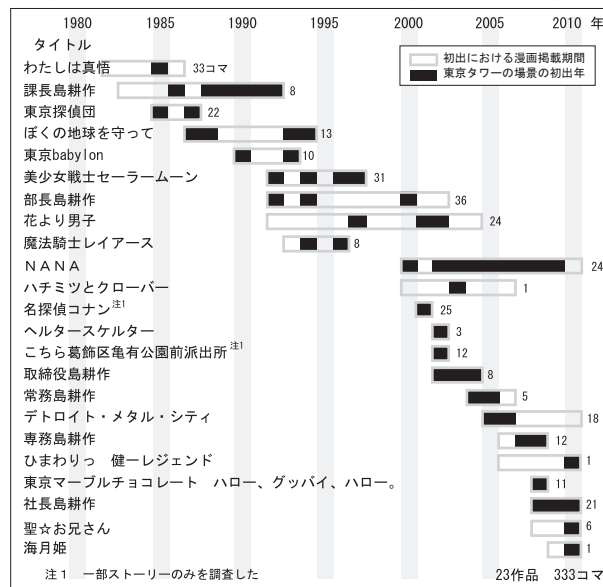 1980 1985 1990 1995 2000 2005 2010 年
タイトル
初出における漫画掲載期間
東京タワーの場景の初出年
わたしは真悟 33コマ
課長島耕作 8
東京探偵団 22
ぼくの地球を守って 13
東京babylon 10
美少女戦士セーラームーン 31
部長島耕作 36
花より男子 24
魔法騎士レイアース 8
ＮＡＮＡ 24
ハチミツとクローバー 1
名探偵コナン注1 25
ヘルタースケルター 3
こちら葛飾区亀有公園前派出所注1 12
取締役島耕作 8
常務島耕作 5
デトロイト・メタル・シティ 18
専務島耕作 12
ひまわりっ　健一レジェンド 1
東京マーブルチョコレート　ハロー、グッバイ、ハロー。 11
社長島耕作 21
聖☆お兄さん 6
海月姫 1
注１　一部ストーリーのみを調査した 23作品　333コマ